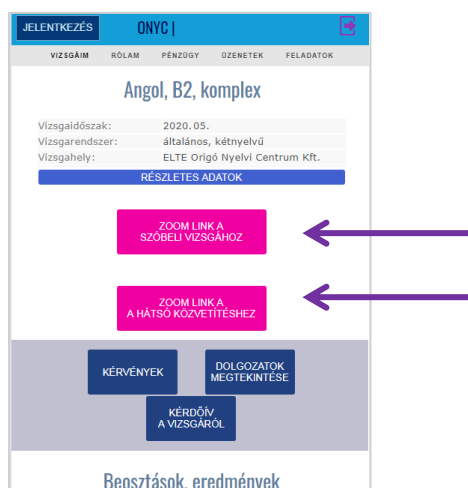 JELENTKEZÉS
ONYC |
VIZSGÁIM RÓLAM PÉNZÜGY ÜZENETEK FELADATOK
Angol, B2, komplex
Vizsgaidőszak: 2020.05.
Vizsgarendszer: általános, kétnyelvű
Vizsgahely: ELTE Origó Nyelvi Centrum Kft.
RÉSZLETES ADATOK
ZOOM LINK A
SZÓBELI VIZSGÁHOZ
ZOOM LINK A
A HÁTSÓ KÖZVETÍTÉSHEZ
KÉRVÉNYEK
DOLGOZATOK
MEGTEKINTÉSE
KÉRDŐÍV
A VIZSGÁRÓL
Beosztások, eredmények